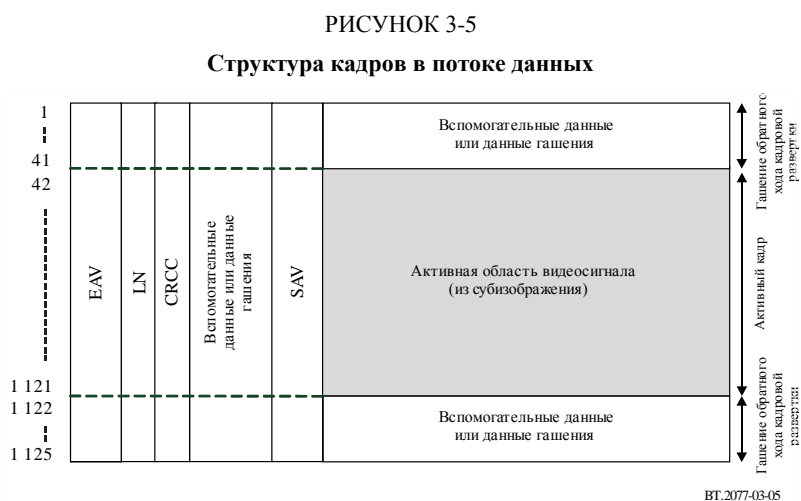 РИСУНОК 3-5
Структура кадров в потоке данных
1
41
42
1 121
1 122
1 125
EAV
LN
CRCC
Вспомогательные
данные или данные
гашения
SAV
Вспомогательные данные
или данные гашения
Активная область видеосигнала
(из субизображения)
Вспомогательные данные
или данные гашения
Гашение обратного
хода кадровой
развертки
Активный кадр
Гашение обратного
хода кадровой
развертки
BT.2077-03-05